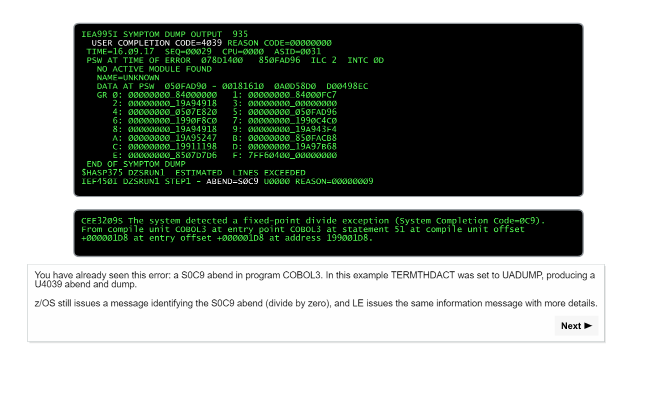 IEA995I SYMPTOM DUMP OUTPUT 935
USER COMPLETION CODE=4039 REASON CODE=00000000
TIME=16.09.17 SEQ=00029 CPU=0000 ASID=0031
PSW AT TIME OF ERROR 078D1400 850FAD96 ILC 2 INTC 0D
NO ACTIVE MODULE FOUND
NAME=UNKNOWN
DATA AT PSW 050FAD90 - 00181610 0A0D58D0 D00498EC
GR 0: 00000000_84000000 1: 00000000_84000FC7
2: 00000000_19A94918 3: 00000000_00000000
4: 00000000_0507E820 5: 00000000_050FAD96
6: 00000000_1990F8C0 7: 00000000_1990C4C0
8: 00000000_19A94918 9: 00000000_19A943F4
A: 00000000_19A95247 B: 00000000_850FACB8
C: 00000000_19911198 D: 00000000_19A97B68
E: 00000000_8507D7D6 F: 7FF60400_00000000
END OF SYMPTOM DUMP
$HASP375 DZSRUN1 ESTIMATED LINES EXCEEDED
IEF450I DZSRUN1 STEP1 - ABEND=S0C9 U0000 REASON=00000009
CEE3209S The system detected a fixed-point divide exception (System Completion Code=0C9).
From compile unit COBOL3 at entry point COBOL3 at statement 51 at compile unit offset
+000001D8 at entry offset +000001D8 at address 199001D8.
You have already seen this error: a S0C9 abend in program COBOL3. In this example TERMTHDACT was set to UADUMP, producing a
U4039 abend and dump.
z/OS still issues a message identifying the S0C9 abend (divide by zero), and LE issues the same information message with more details.
Next ▶